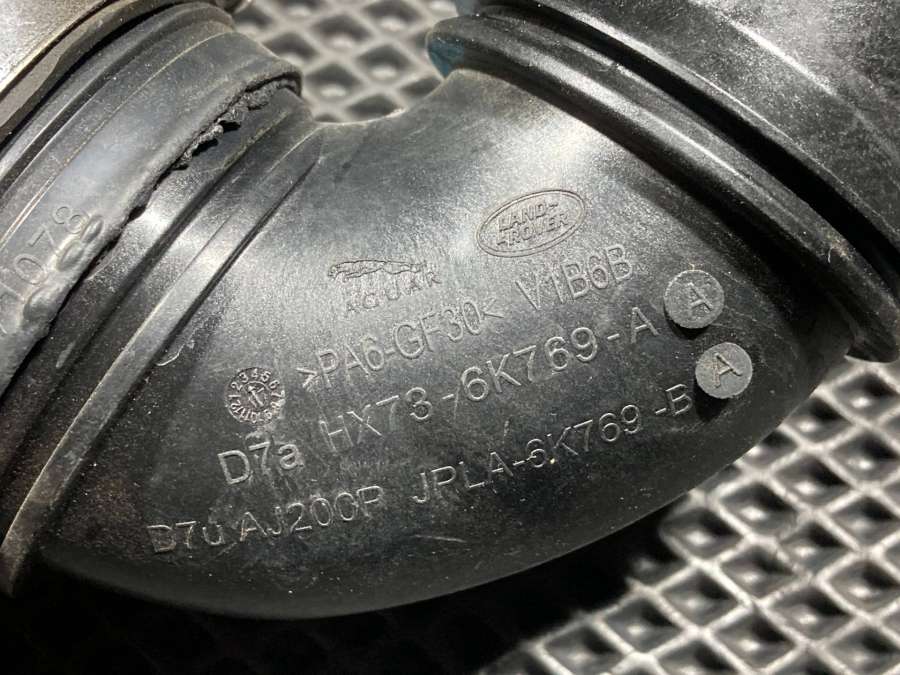 LAND-
-ROVER
JAGUAR
>PA6-GF30< V1B6B
D7a HX73-6K769-A A
D7u AJ200P JPLA-6K769-B A